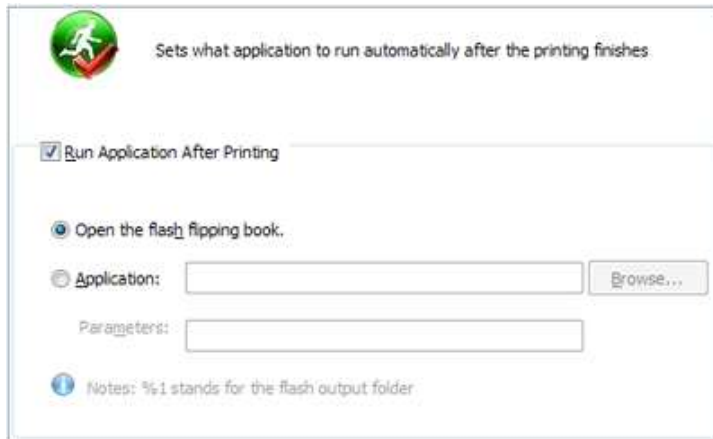 Sets what application to run automatically after the printing finishes
Run Application After Printing
Open the flash flipping book.
Application:
Browse...
Parameters:
Notes: %1 stands for the flash output folder